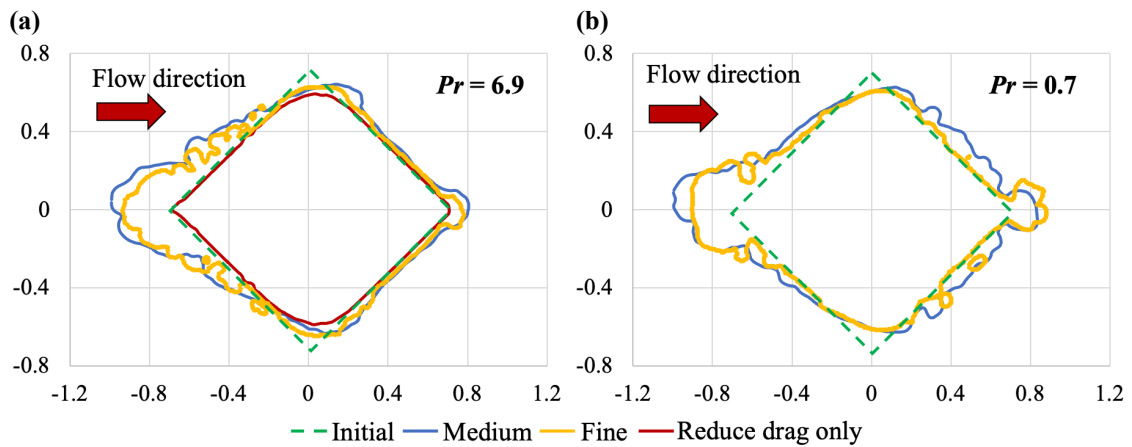 (a)
(b)
0.8
0.4
0
-0.4
-0.8
-1.2 -0.8 -0.4 0 0.4 0.8 1.2
Flow direction
Pr = 6.9
0.8
0.4
0
-0.4
-0.8
-1.2 -0.8 -0.4 0 0.4 0.8 1.2
Flow direction
Pr = 0.7
Initial Medium Fine Reduce drag only